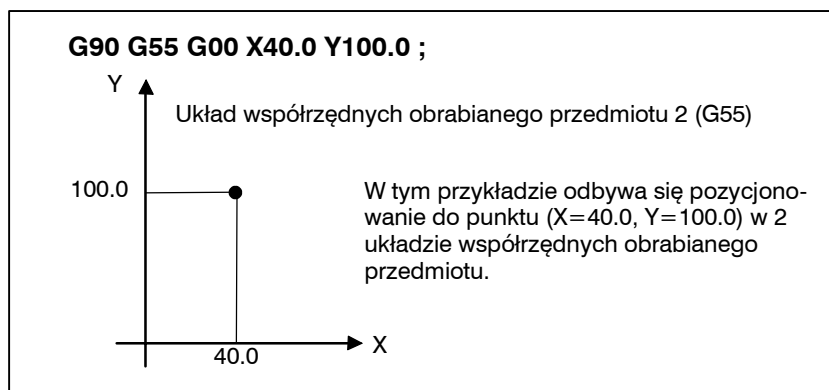 G90 G55 G00 X40.0 Y100.0 ;
Y
Układ współrzędnych obrabianego przedmiotu 2 (G55)
100.0
W tym przykładzie odbywa się pozycjono-
wanie do punktu (X=40.0, Y=100.0) w 2
układzie współrzędnych obrabianego
przedmiotu.
X
40.0